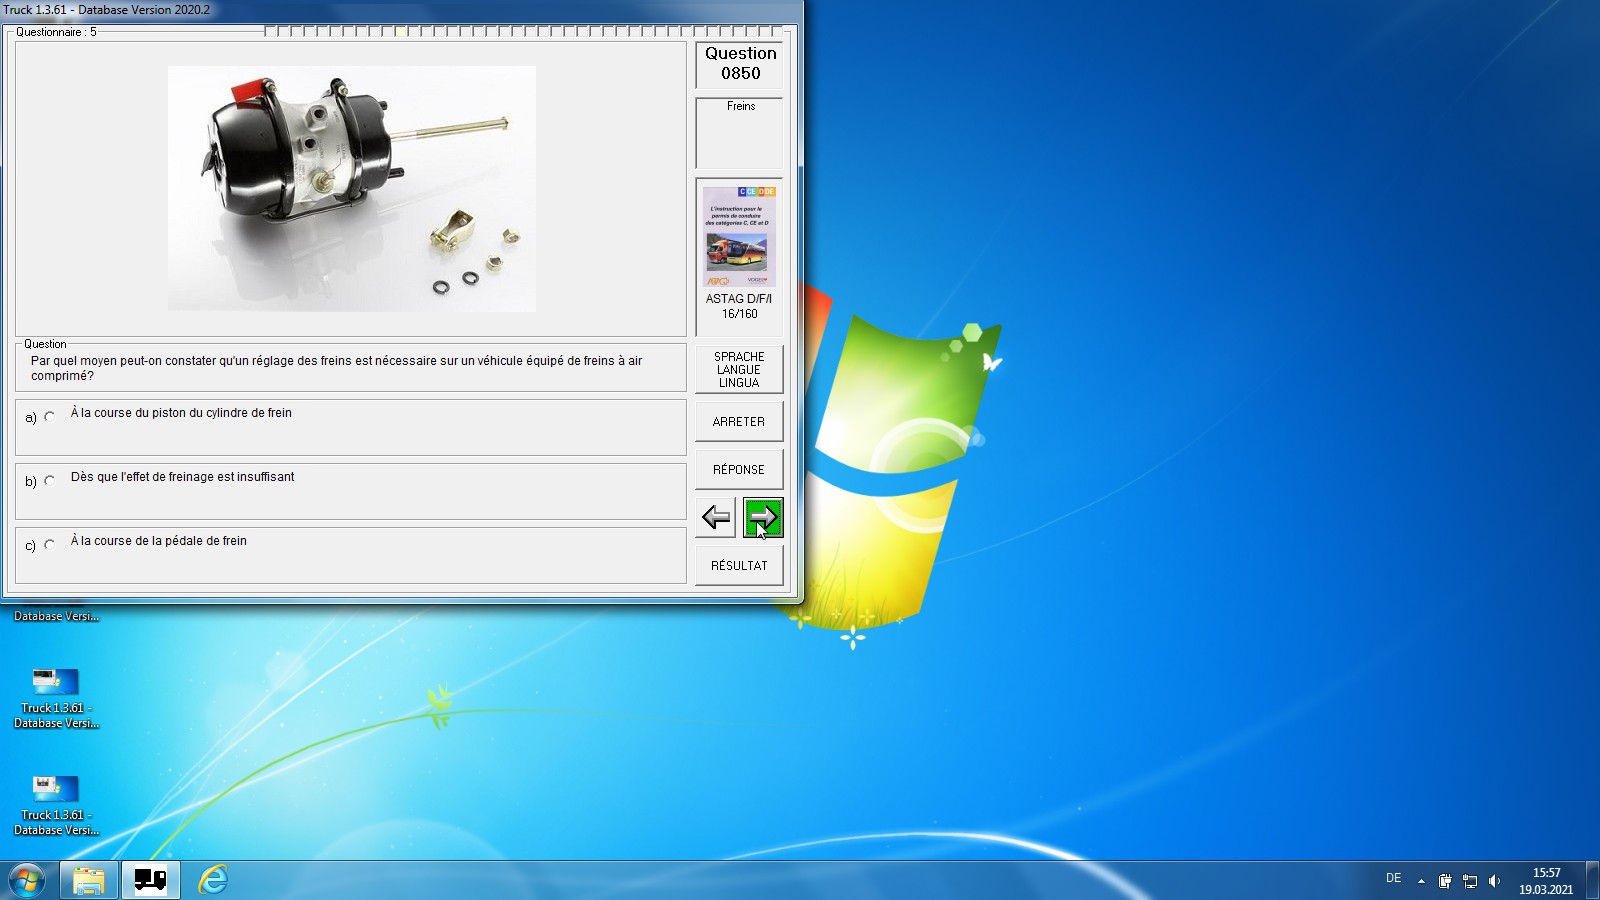 Truck 1.3.61 - Database Version 2020.2
Questionnaire : 5
Question
0850
Freins
C CE D DE
L'instruction pour le
permis de conduire
des catégories C, CE et D
ASTAG D/F/I
16/160
Question
Par quel moyen peut-on constater qu'un réglage des freins est nécessaire sur un véhicule équipé de freins à air
comprimé?
SPRACHE
LANGUE
LINGUA
a) À la course du piston du cylindre de frein
ARRETER
b) Dès que l'effet de freinage est insuffisant
RÉPONSE
c) À la course de la pédale de frein
RÉSULTAT
Database Versi...
Truck 1.3.61 -
Database Versi...
Truck 1.3.61 -
Database Versi...
DE
15:57
19.03.2021